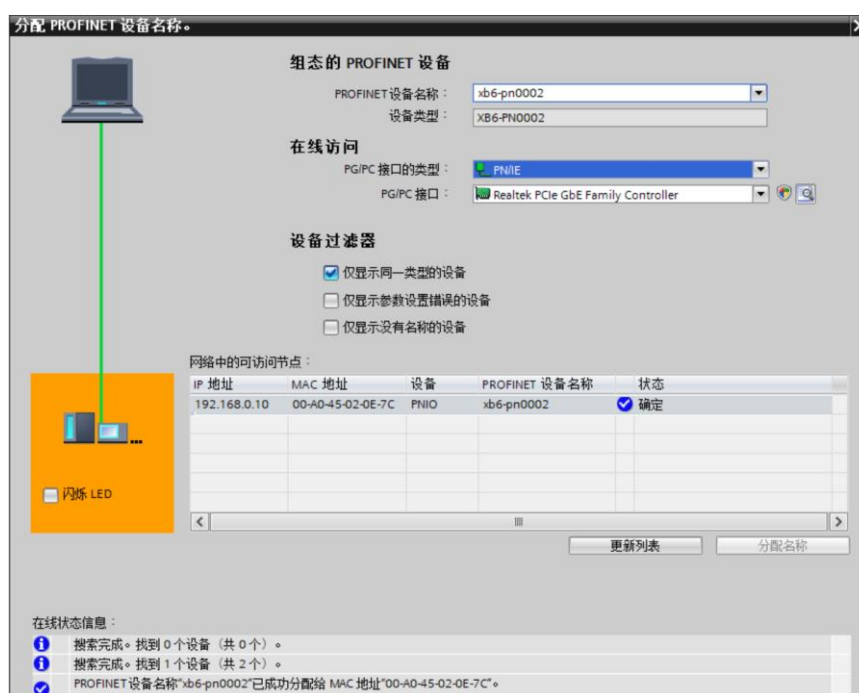 分配 PROFINET 设备名称。
组态的 PROFINET 设备
PROFINET设备名称： xb6-pn0002
设备类型： XB6-PN0002
在线访问
PG/PC 接口的类型： PN/IE
PG/PC 接口： Realtek PCIe GbE Family Controller
设备过滤器
仅显示同一类型的设备
仅显示参数设置错误的设备
仅显示没有名称的设备
网络中的可访问节点：
IP 地址 MAC 地址 设备 PROFINET 设备名称 状态
192.168.0.10 00-A0-45-02-0E-7C PNIO xb6-pn0002 确定
闪烁 LED
更新列表 分配名称
在线状态信息：
搜索完成。找到 0 个设备（共 0 个）。
搜索完成。找到 1 个设备（共 2 个）。
PROFINET设备名称“xb6-pn0002”已成功分配给 MAC 地址“00-A0-45-02-0E-7C”。